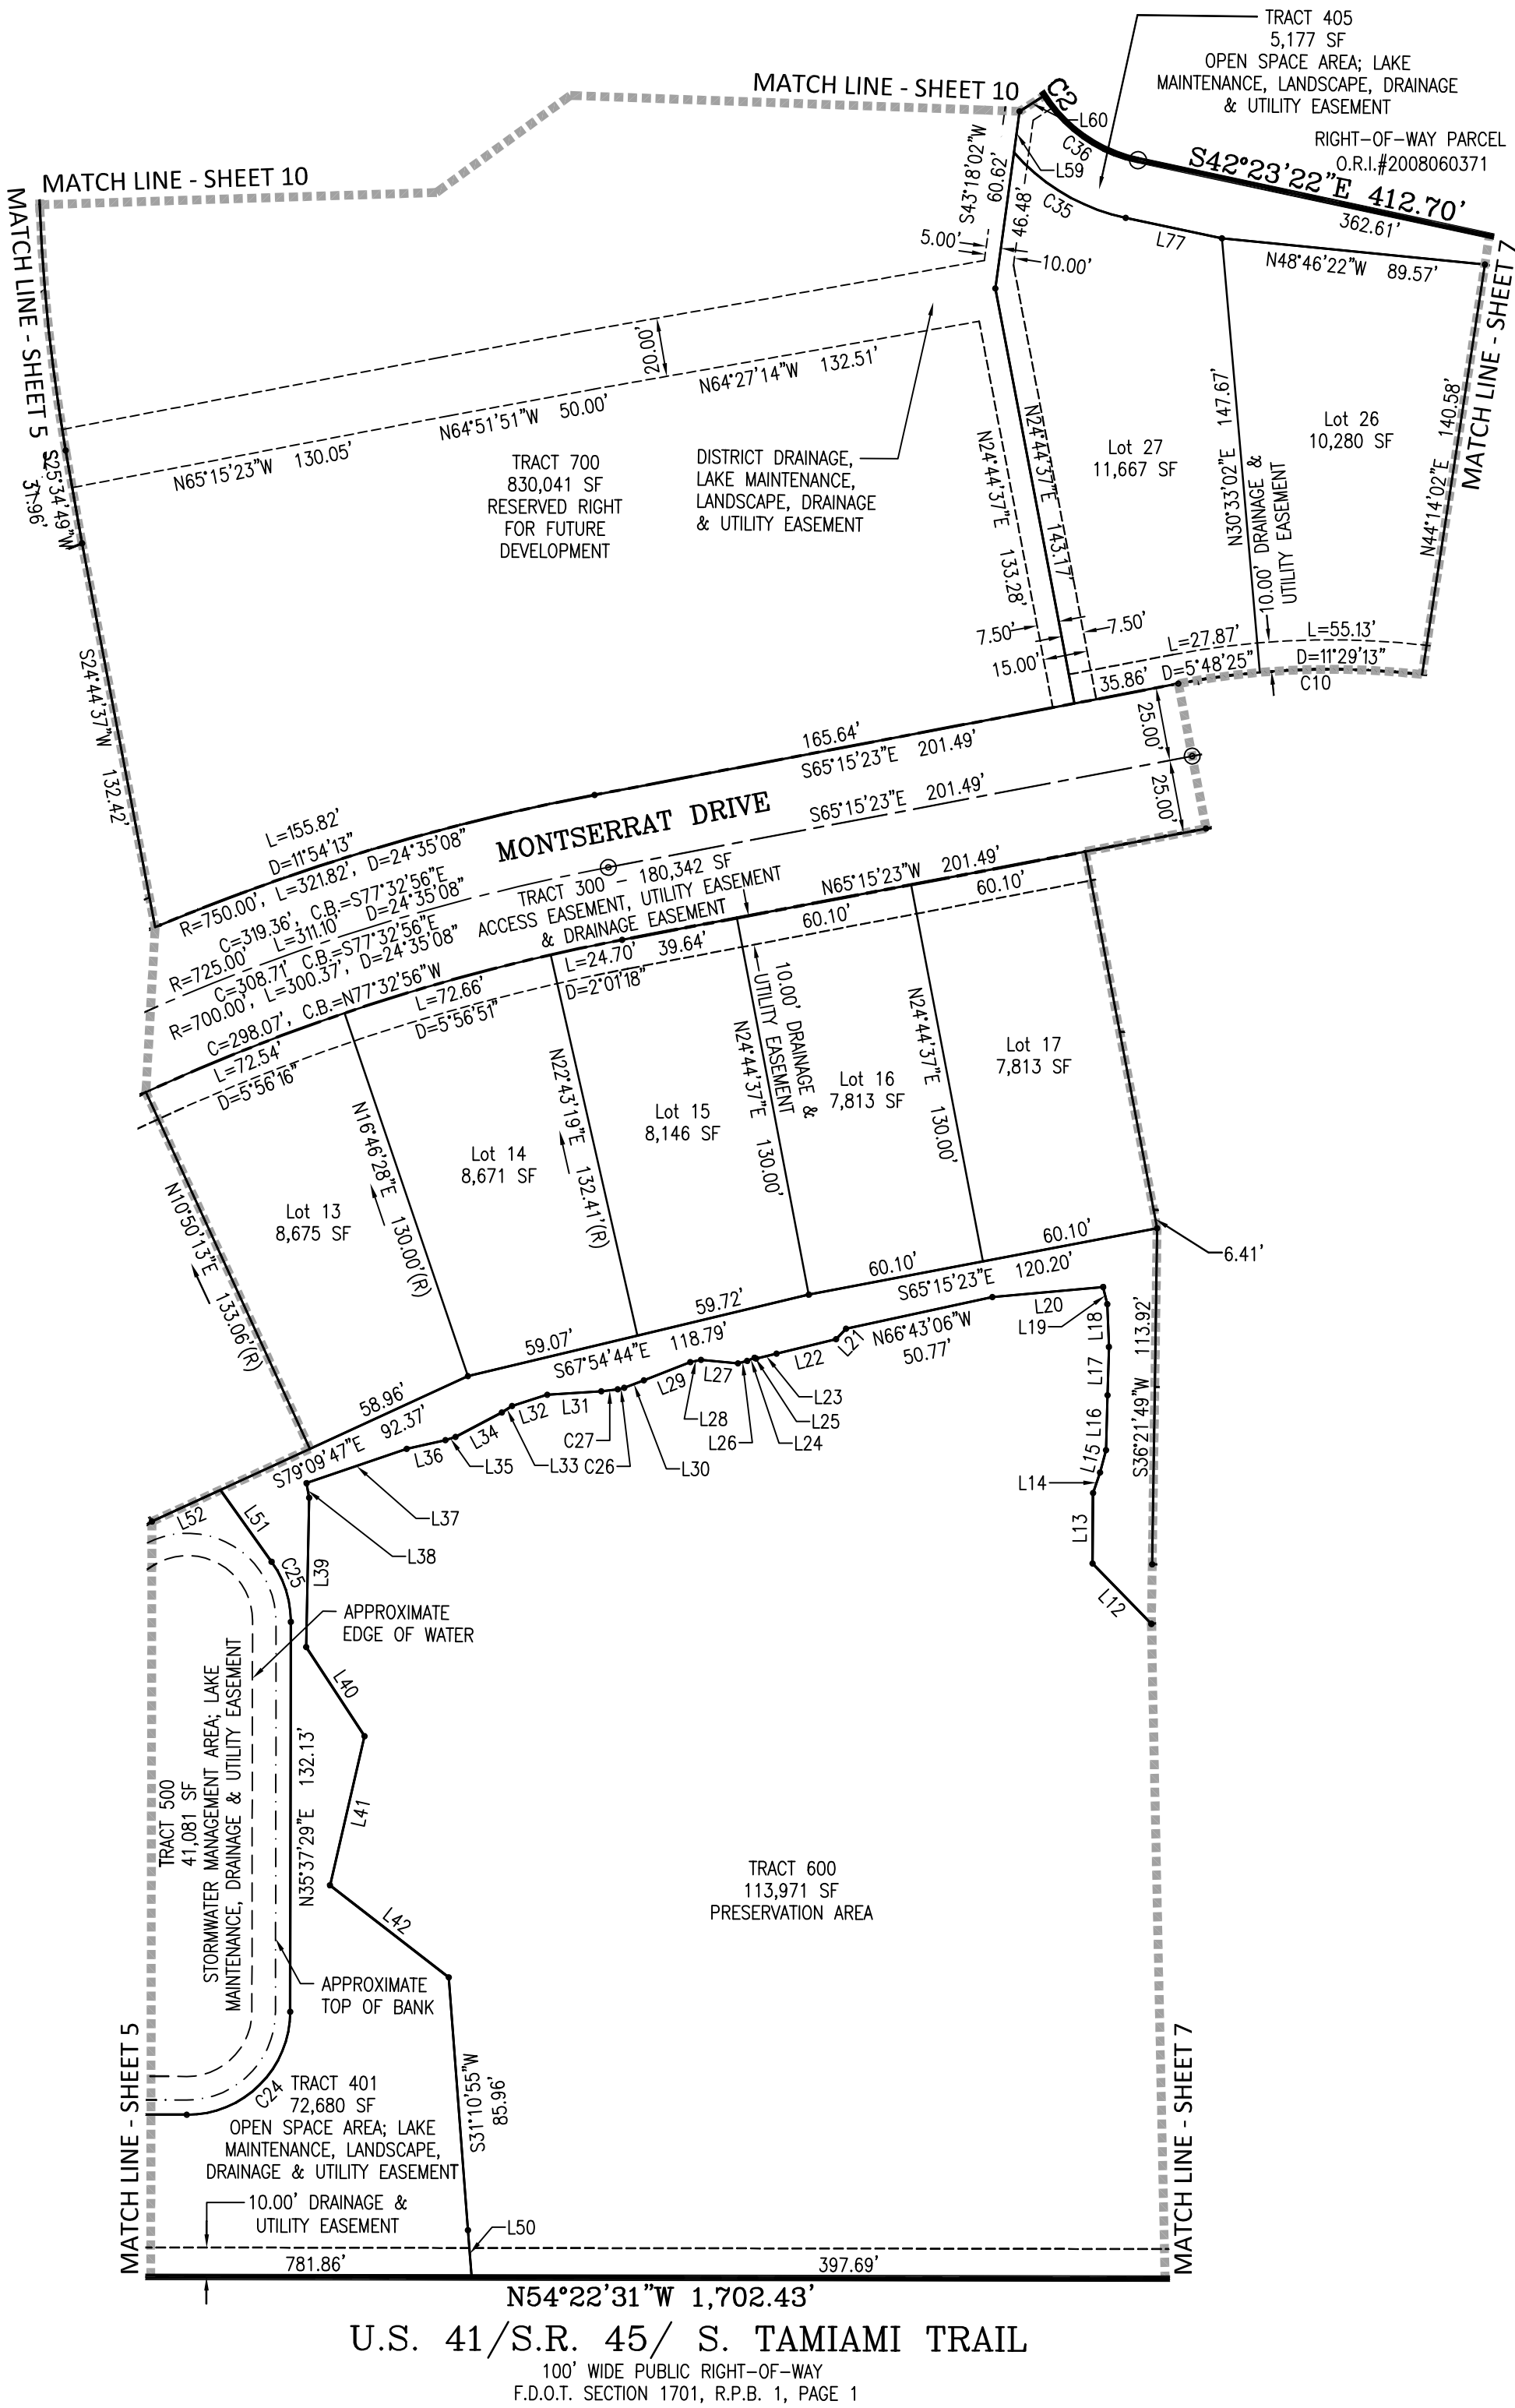 TRACT 405
5,177 SF
OPEN SPACE AREA; LAKE
MAINTENANCE, LANDSCAPE, DRAINAGE
& UTILITY EASEMENT
RIGHT-OF-WAY PARCEL
O.R.I.#2008060371
MATCH LINE - SHEET 10
C2
L60
C36
S42°23'22"E 412.70'
362.61'
L59
S43°18'02"W
60.62'
46.48'
C35
L77
5.00'
10.00'
N48°46'22"W 89.57'
MATCH LINE - SHEET 7
MATCH LINE - SHEET 10
MATCH LINE - SHEET 5
20.00'
N64°27'14"W 132.51'
N64°51'51"W 50.00'
N65°15'23"W 130.05'
S25°34'49"W
31.96'
TRACT 700
830,041 SF
RESERVED RIGHT
FOR FUTURE
DEVELOPMENT
DISTRICT DRAINAGE,
LAKE MAINTENANCE,
LANDSCAPE, DRAINAGE
& UTILITY EASEMENT
N24°44'37"E 133.28'
N24°44'37"E 143.17'
Lot 27
11,667 SF
N30°33'02"E 147.67'
10.00' DRAINAGE &
UTILITY EASEMENT
Lot 26
10,280 SF
N44°14'02"E 140.58'
7.50'
7.50'
15.00'
35.86'
L=27.87'
D=5°48'25"
L=55.13'
D=11°29'13"
C10
S24°44'37"W 132.42'
165.64'
S65°15'23"E 201.49'
25.00'
25.00'
S65°15'23"E 201.49'
MONTSERRAT DRIVE
L=155.82'
D=11°54'13"
R=750.00', L=321.82', D=24°35'08"
C=319.36', C.B.=S77°32'56"E
R=725.00' L=311.10' D=24°35'08"
C=308.71' C.B.=S77°32'56"E
R=700.00', L=300.37', D=24°35'08"
C=298.07', C.B.=N77°32'56"W
TRACT 300 - 180,342 SF
ACCESS EASEMENT, UTILITY EASEMENT
& DRAINAGE EASEMENT
N65°15'23"W 201.49'
60.10'
60.10'
L=24.70' 39.64'
D=2°01'18"
L=72.66'
D=5°56'51"
L=72.54'
D=5°56'16"
N10°50'13"E 133.06'(R)
Lot 13
8,675 SF
N16°46'28"E 130.00'(R)
Lot 14
8,671 SF
N22°43'19"E 132.41'(R)
Lot 15
8,146 SF
N24°44'37"E 130.00'
10.00' DRAINAGE &
UTILITY EASEMENT
Lot 16
7,813 SF
N24°44'37"E 130.00'
Lot 17
7,813 SF
6.41'
60.10'
60.10'
S65°15'23"E 120.20'
59.72'
59.07'
S67°54'44"E 118.79'
58.96'
S79°09'47"E 92.37'
L20
L19
L18
L17
L16
L15
L14
L13
L12
S36°21'49"W 113.92'
N66°43'06"W
50.77'
L21
L22
L23
L25
L24
L26
L27
L28
L29
L30
C26
C27
L31
L32
L33
L34
L35
L36
L37
L38
L39
L52
L51
C25
L40
L41
L42
APPROXIMATE
EDGE OF WATER
TRACT 500
41,081 SF
STORMWATER MANAGEMENT AREA; LAKE
MAINTENANCE, DRAINAGE & UTILITY EASEMENT
N35°37'29"E 132.13'
APPROXIMATE
TOP OF BANK
TRACT 600
113,971 SF
PRESERVATION AREA
C24
TRACT 401
72,680 SF
OPEN SPACE AREA; LAKE
MAINTENANCE, LANDSCAPE,
DRAINAGE & UTILITY EASEMENT
S31°10'55"W
85.96'
10.00' DRAINAGE &
UTILITY EASEMENT
L50
MATCH LINE - SHEET 5
MATCH LINE - SHEET 7
781.86'
397.69'
N54°22'31"W 1,702.43'
U.S. 41/S.R. 45/ S. TAMIAMI TRAIL
100' WIDE PUBLIC RIGHT-OF-WAY
F.D.O.T. SECTION 1701, R.P.B. 1, PAGE 1